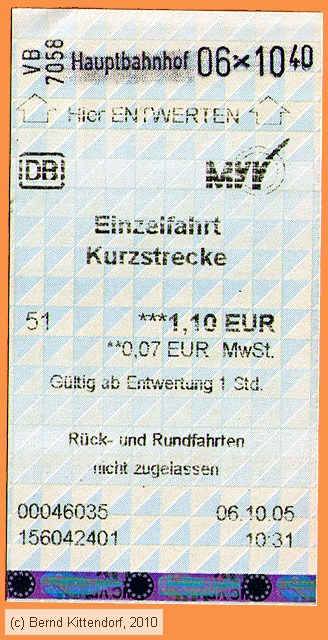 VB 7058 Hauptbahnhof 06×10 40
Hier ENTWERTEN
DB MVV
Einzelfahrt
Kurzstrecke
51 ***1,10 EUR
**0,07 EUR MwSt.
Gültig ab Entwertung 1 Std.
Rück- und Rundfahrten
nicht zugelassen
00046035 06.10.05
156042401 10:31
(c) Bernd Kittendorf, 2010